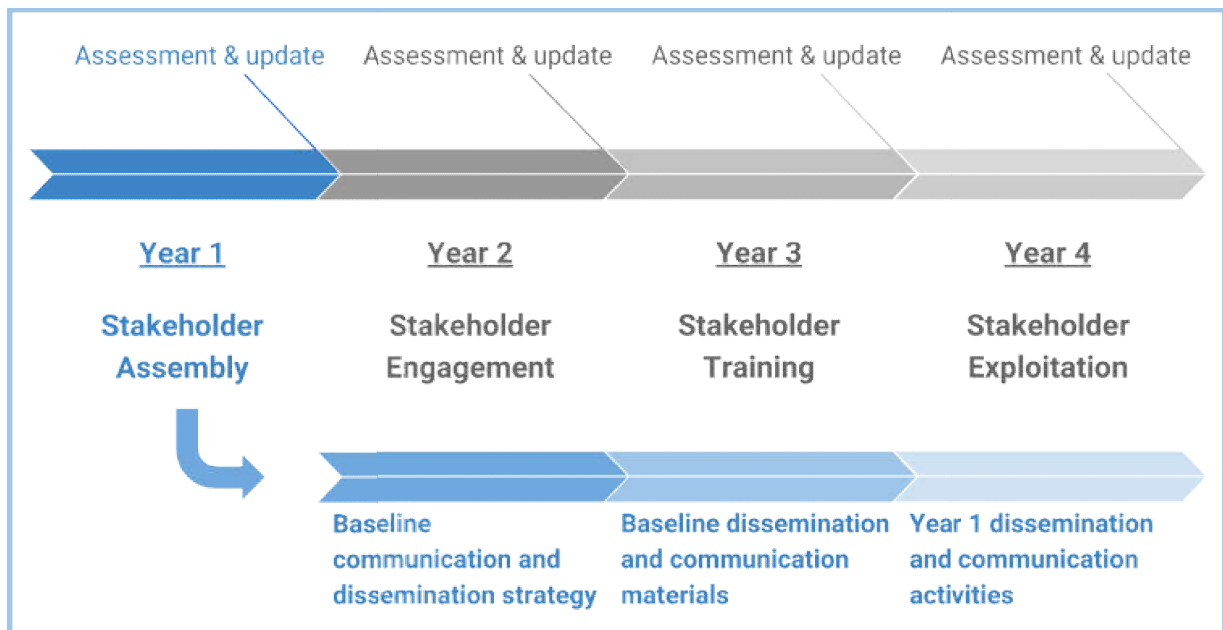 Assessment & update Assessment & update Assessment & update Assessment & update
Year 1 Year 2 Year 3 Year 4
Stakeholder
Assembly
Stakeholder
Engagement
Stakeholder
Training
Stakeholder
Exploitation
Baseline
communication and
dissemination strategy
Baseline dissemination
and communication
materials
Year 1 dissemination
and communication
activities